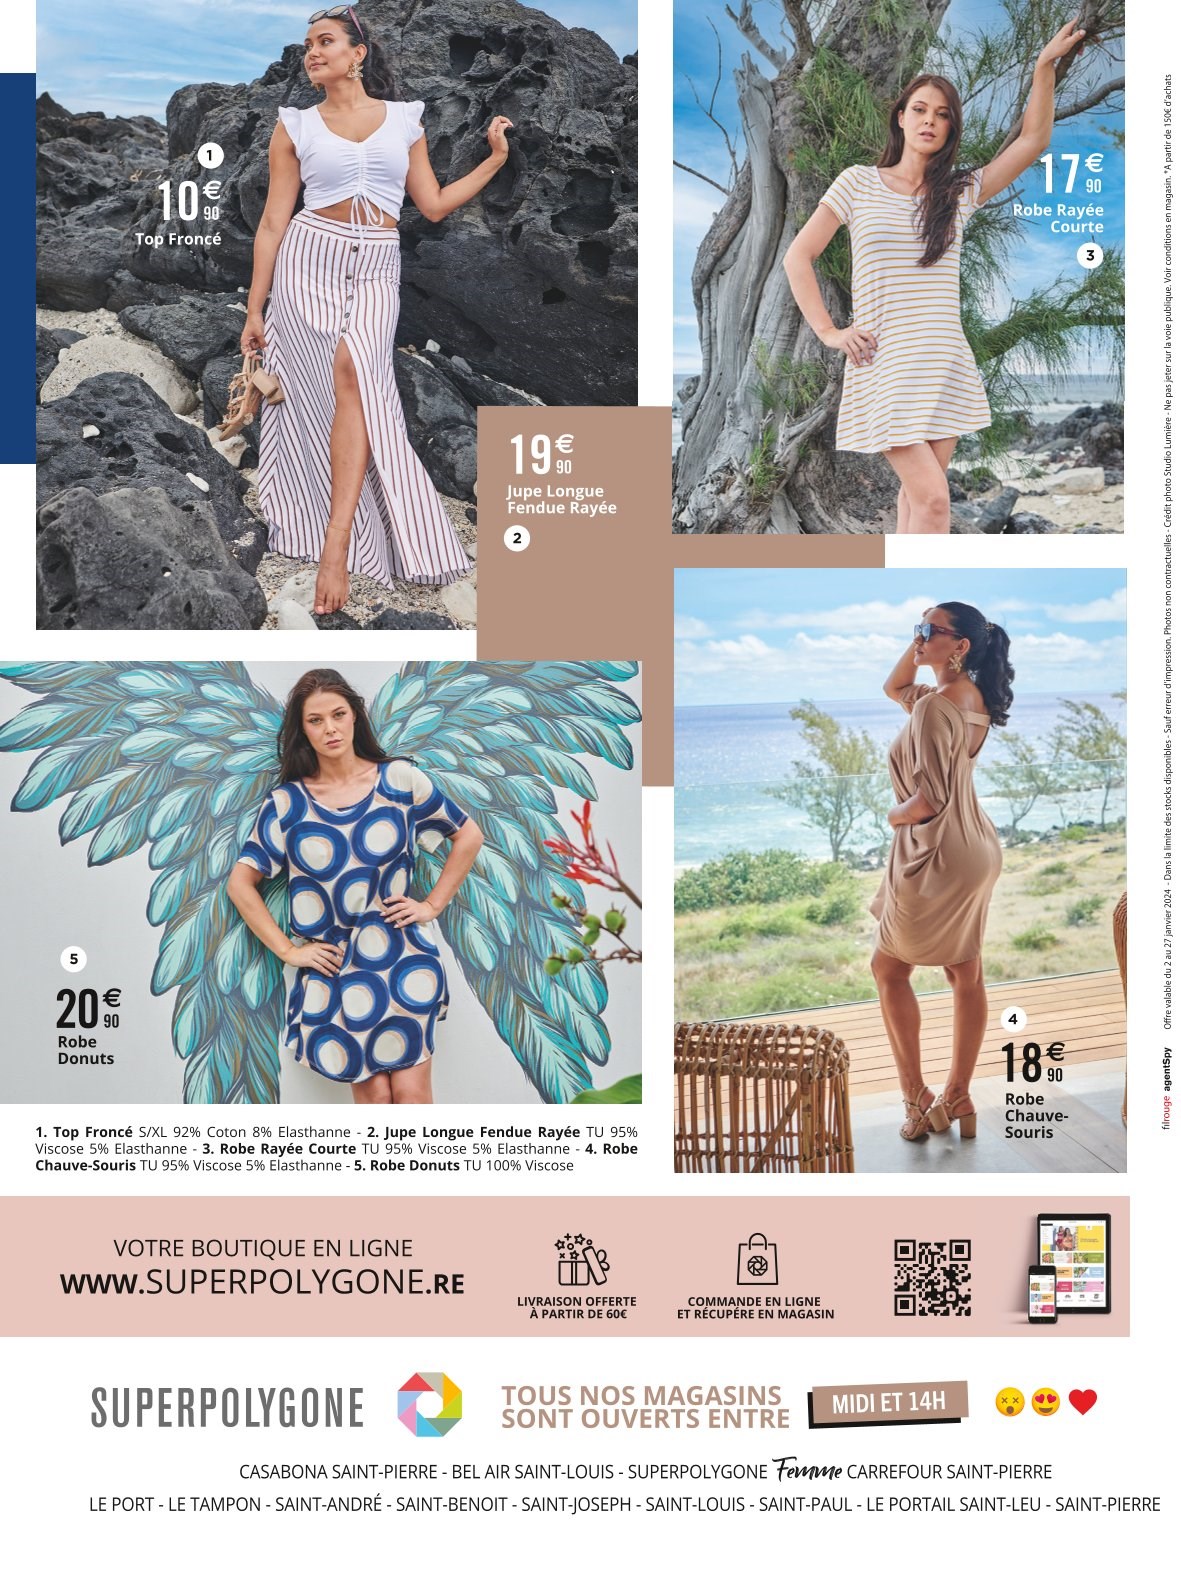 1
10€90
Top Froncé
19€90
Jupe Longue
Fendue Rayée
2
17€90
Robe Rayée
Courte
3
5
20€90
Robe
Donuts
4
18€90
Robe
Chauve-
Souris
1. Top Froncé S/XL 92% Coton 8% Elasthanne - 2. Jupe Longue Fendue Rayée TU 95%
Viscose 5% Elasthanne - 3. Robe Rayée Courte TU 95% Viscose 5% Elasthanne - 4. Robe
Chauve-Souris TU 95% Viscose 5% Elasthanne - 5. Robe Donuts TU 100% Viscose
VOTRE BOUTIQUE EN LIGNE
WWW.SUPERPOLYGONE.RE
LIVRAISON OFFERTE
À PARTIR DE 60€
COMMANDE EN LIGNE
ET RÉCUPÉRE EN MAGASIN
SUPERPOLYGONE
TOUS NOS MAGASINS
SONT OUVERTS ENTRE
MIDI ET 14H
CASABONA SAINT-PIERRE - BEL AIR SAINT-LOUIS - SUPERPOLYGONE Femme CARREFOUR SAINT-PIERRE
LE PORT - LE TAMPON - SAINT-ANDRÉ - SAINT-BENOIT - SAINT-JOSEPH - SAINT-LOUIS - SAINT-PAUL - LE PORTAIL SAINT-LEU - SAINT-PIERRE
filrouge agentSpy Offre valable du 2 au 27 janvier 2024 - Dans la limite des stocks disponibles - Sauf erreur d'impression. Photos non contractuelles - Crédit photo Studio Lumière - Ne pas jeter sur la voie publique. Voir conditions en magasin. *A partir de 150€ d'achats